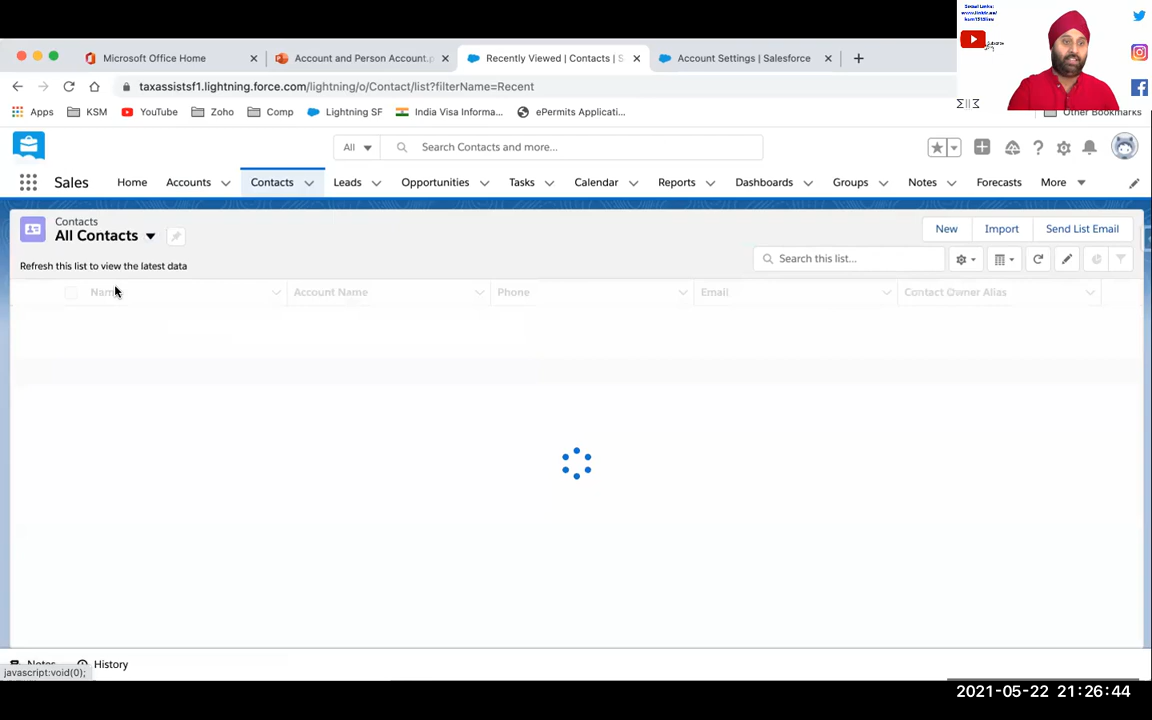 Social Links:
Subscribe
Microsoft Office Home
Account and Person Account.p
Recently Viewed | Contacts | S
Account Settings | Salesforce
taxassistsf1.lightning.force.com/lightning/o/Contact/list?filterName=Recent
Apps KSM YouTube Zoho Comp Lightning SF India Visa Informa... ePermits Applicati... Other Bookmarks
All Search Contacts and more...
Sales Home Accounts Contacts Leads Opportunities Tasks Calendar Reports Dashboards Groups Notes Forecasts More
Contacts
All Contacts
New Import Send List Email
Refresh this list to view the latest data
Search this list...
Name Account Name Phone Email Contact Owner Alias
Notes History
javascript:void(0);
2021-05-22 21:26:44